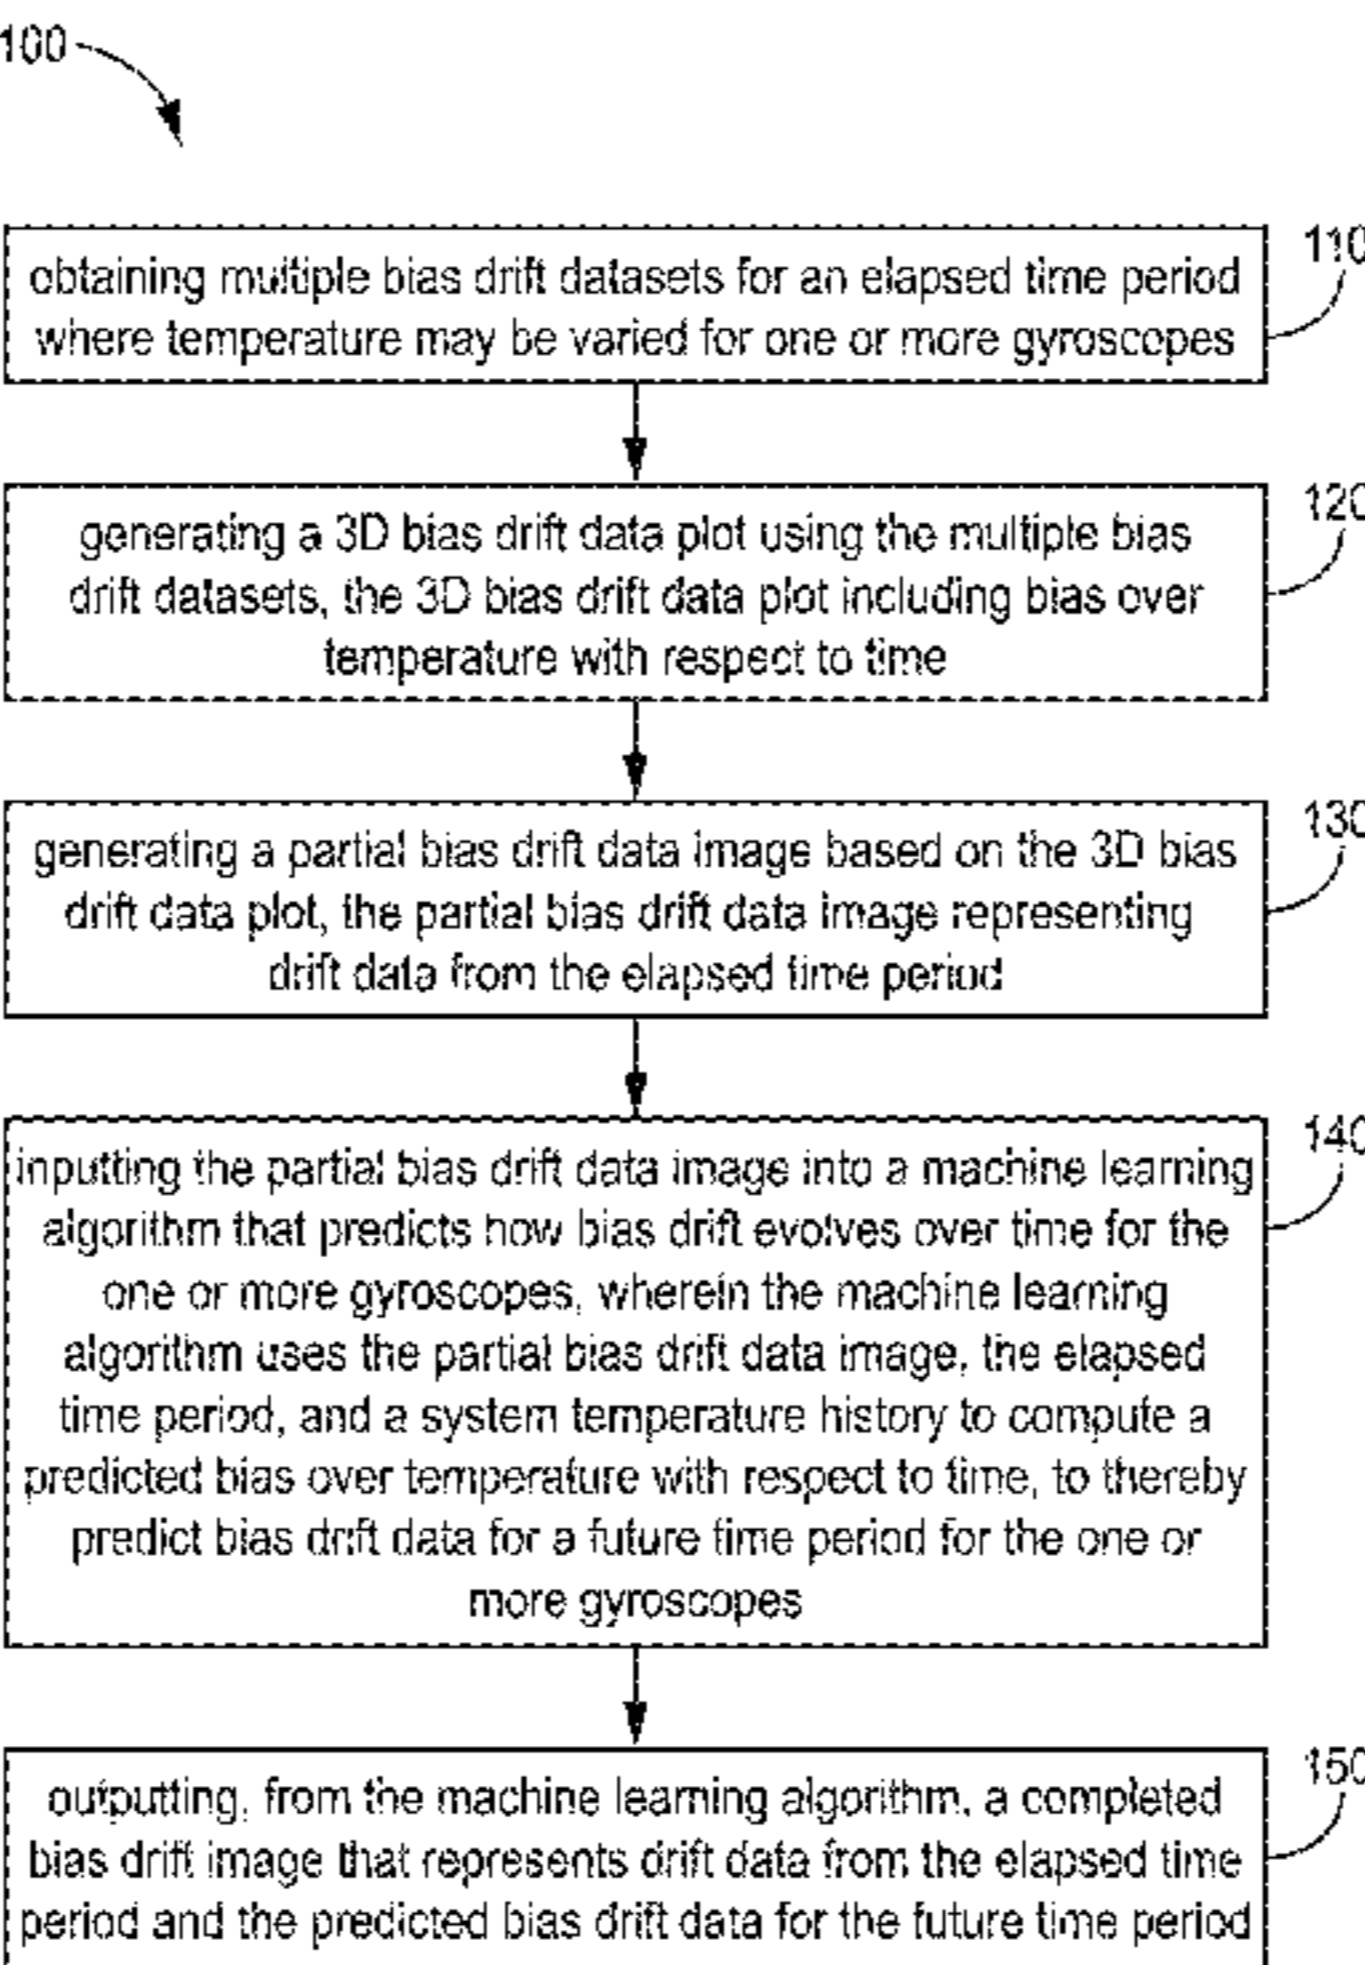 100
110
obtaining multiple bias drift datasets for an elapsed time period
where temperature may be varied for one or more gyroscopes
120
generating a 3D bias drift data plot using the multiple bias
drift datasets, the 3D bias drift data plot including bias over
temperature with respect to time
130
generating a partial bias drift data image based on the 3D bias
drift data plot, the partial bias drift data image representing
drift data from the elapsed time period
140
inputting the partial bias drift data image into a machine learning
algorithm that predicts how bias drift evolves over time for the
one or more gyroscopes, wherein the machine learning
algorithm uses the partial bias drift data image, the elapsed
time period, and a system temperature history to compute a
predicted bias over temperature with respect to time, to thereby
predict bias drift data for a future time period for the one or
more gyroscopes
150
outputting, from the machine learning algorithm, a completed
bias drift image that represents drift data from the elapsed time
period and the predicted bias drift data for the future time period